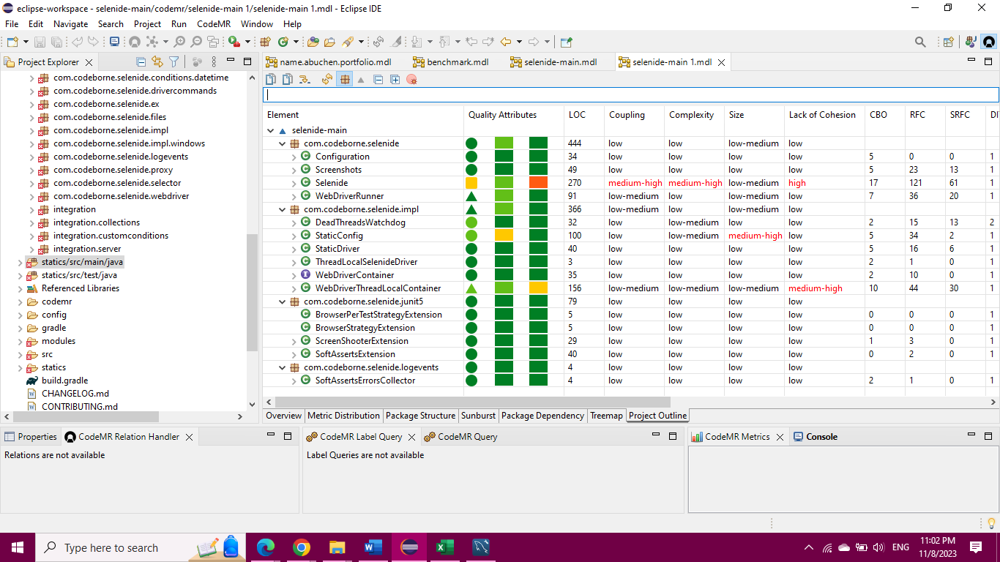 eclipse-workspace - selenide-main/codemr/selenide-main 1/selenide-main 1.mdl - Eclipse IDE
File Edit Navigate Search Project Run CodeMR Window Help
Project Explorer
com.codeborne.selenide.conditions.datetime
com.codeborne.selenide.drivercommands
com.codeborne.selenide.ex
com.codeborne.selenide.files
com.codeborne.selenide.impl
com.codeborne.selenide.impl.windows
com.codeborne.selenide.logevents
com.codeborne.selenide.proxy
com.codeborne.selenide.selector
com.codeborne.selenide.webdriver
integration
integration.collections
integration.customconditions
integration.server
statics/src/main/java
statics/src/test/java
Referenced Libraries
codemr
config
gradle
modules
src
statics
build.gradle
CHANGELOG.md
CONTRIBUTING.md
name.abuchen.portfolio.mdl benchmark.mdl selenide-main.mdl selenide-main 1.mdl
Element Quality Attributes LOC Coupling Complexity Size Lack of Cohesion CBO RFC SRFC DI
selenide-main
com.codeborne.selenide 444 low low low-medium low
Configuration 34 low low low low 5 0 0 1
Screenshots 49 low low low low 5 23 13 1
Selenide 270 medium-high medium-high low-medium high 17 121 61 1
WebDriverRunner 91 low-medium low low-medium low 7 36 20 1
com.codeborne.selenide.impl 366 low-medium low low-medium low
DeadThreadsWatchdog 32 low low-medium low low 2 15 13 2
StaticConfig 100 low low-medium medium-high low 5 34 2 1
StaticDriver 40 low low low low 5 16 6 1
ThreadLocalSelenideDriver 3 low low low low 2 1 0 1
WebDriverContainer 35 low low low low 2 10 0 1
WebDriverThreadLocalContainer 156 low-medium low-medium low-medium medium-high 10 44 30 1
com.codeborne.selenide.junit5 79 low low low low
BrowserPerTestStrategyExtension 5 low low low low 0 0 0 1
BrowserStrategyExtension 5 low low low low 0 0 0 1
ScreenShooterExtension 29 low low low low 1 3 0 1
SoftAssertsExtension 40 low low low low 0 2 0 1
com.codeborne.selenide.logevents 4 low low low low
SoftAssertsErrorsCollector 4 low low low low 2 1 0 1
Overview Metric Distribution Package Structure Sunburst Package Dependency Treemap Project Outline
Properties CodeMR Relation Handler
Relations are not available
CodeMR Label Query CodeMR Query
Label Queries are not available
CodeMR Metrics Console
Type here to search
ENG
11:02 PM
11/8/2023